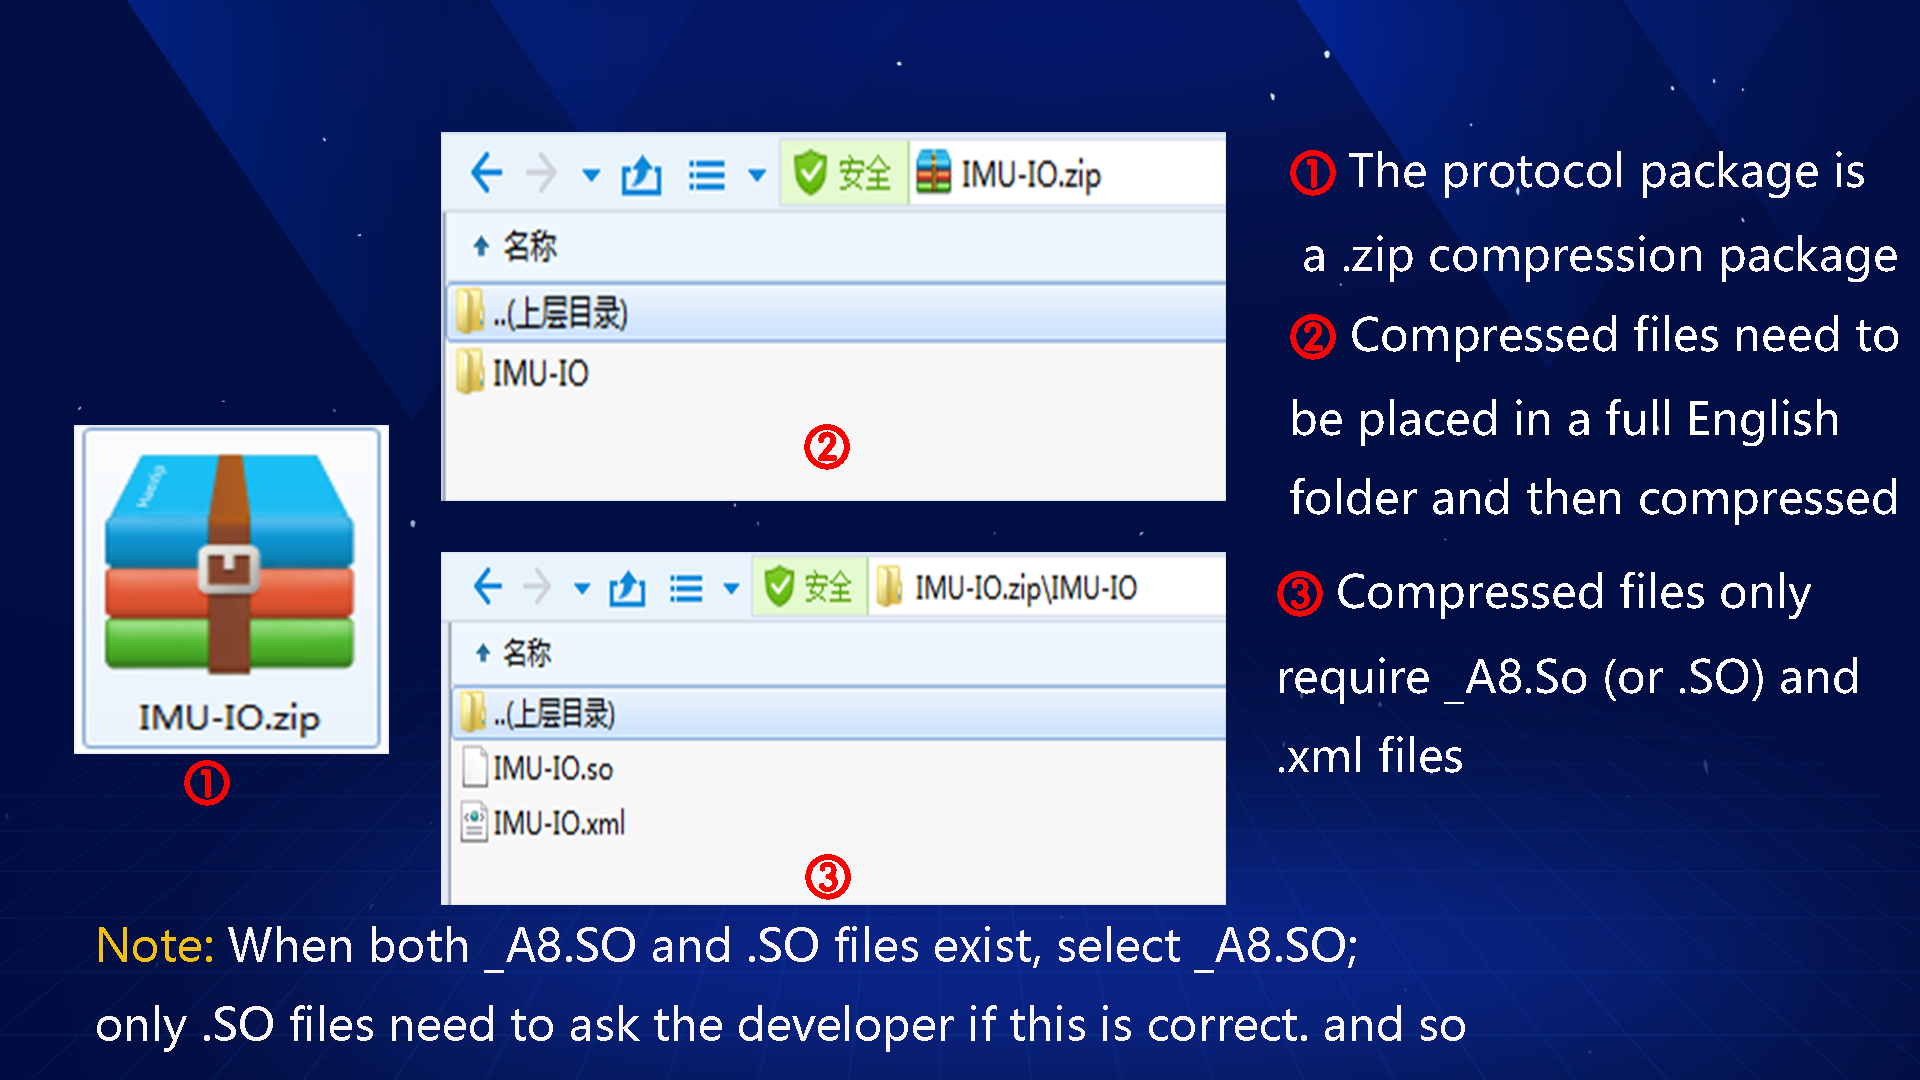 安全 IMU-IO.zip
名称
..(上层目录)
IMU-IO
②
Haozip
IMU-IO.zip
①
安全 IMU-IO.zip\IMU-IO
名称
..(上层目录)
IMU-IO.so
IMU-IO.xml
③
① The protocol package is
a .zip compression package
② Compressed files need to
be placed in a full English
folder and then compressed
③ Compressed files only
require _A8.So (or .SO) and
.xml files
Note: When both _A8.SO and .SO files exist, select _A8.SO;
only .SO files need to ask the developer if this is correct. and so